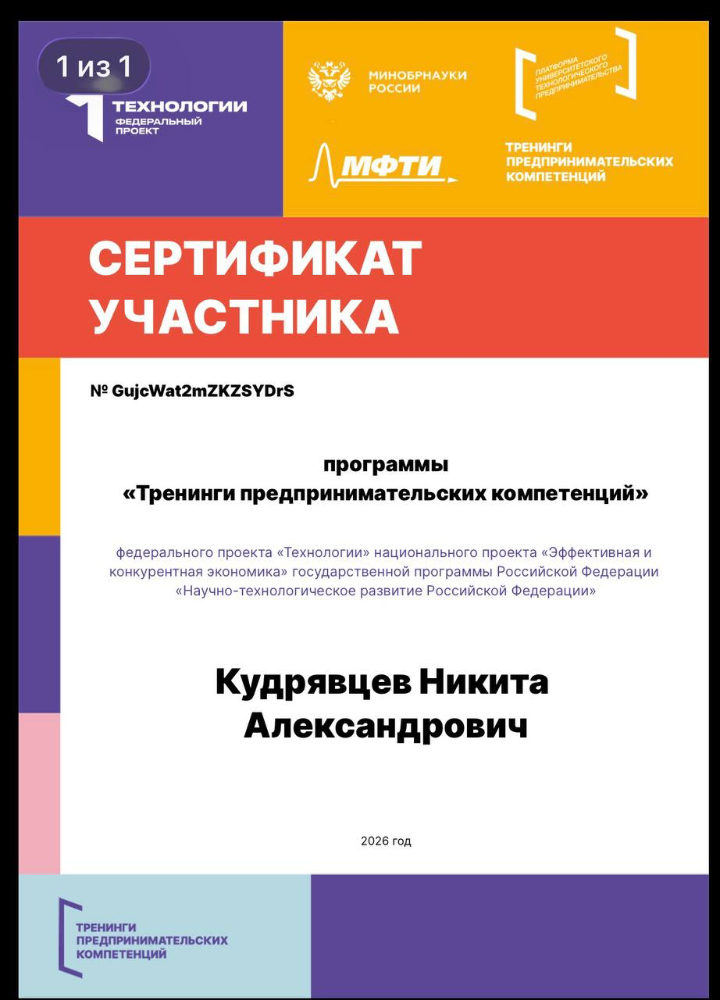 1 из 1
ТЕХНОЛОГИИ
ФЕДЕРАЛЬНЫЙ
ПРОЕКТ
МИНОБРНАУКИ
РОССИИ
ПЛАТФОРМА
УНИВЕРСИТЕТСКОГО
ТЕХНОЛОГИЧЕСКОГО
ПРЕДПРИНИМАТЕЛЬСТВА
МФТИ
ТРЕНИНГИ
ПРЕДПРИНИМАТЕЛЬСКИХ
КОМПЕТЕНЦИЙ
СЕРТИФИКАТ
УЧАСТНИКА
№ GujcWat2mZKZSYDrS
программы
«Тренинги предпринимательских компетенций»
федерального проекта «Технологии» национального проекта «Эффективная и
конкурентная экономика» государственной программы Российской Федерации
«Научно-технологическое развитие Российской Федерации»
Кудрявцев Никита
Александрович
2026 год
ТРЕНИНГИ
ПРЕДПРИНИМАТЕЛЬСКИХ
КОМПЕТЕНЦИЙ